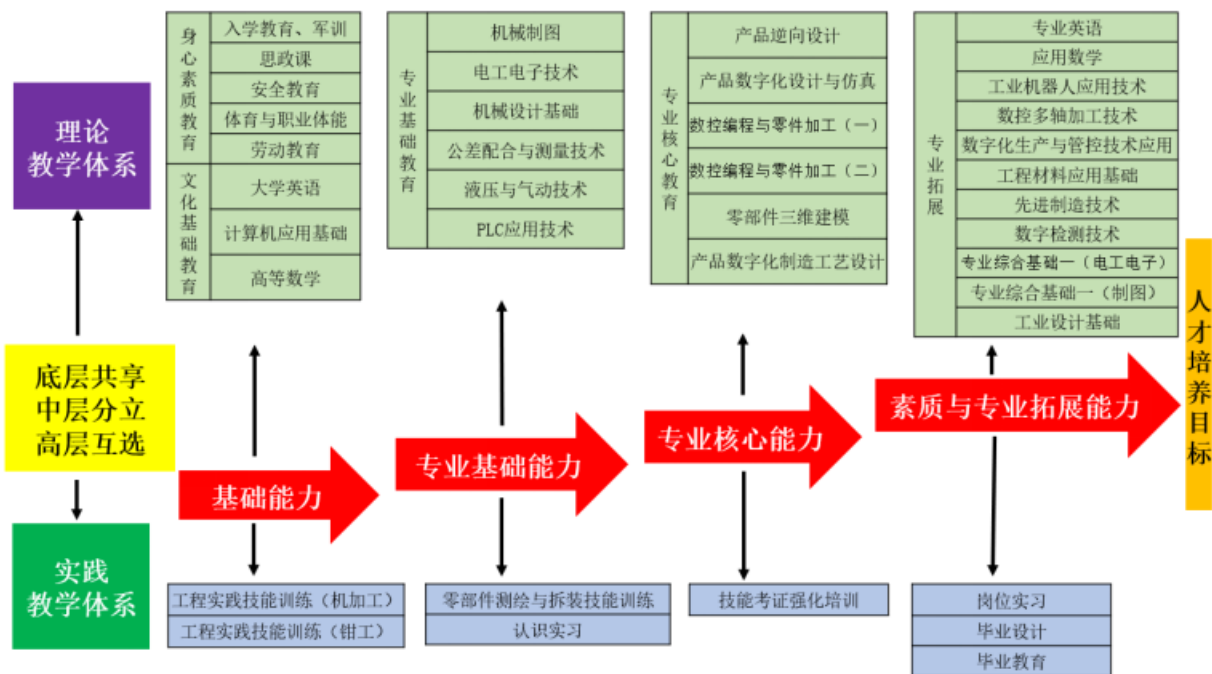 理论
教学体系
底层共享
中层分立
高层互选
实践
教学体系
身心素质教育
入学教育、军训
思政课
安全教育
体育与职业体能
劳动教育
文化基础教育
大学英语
计算机应用基础
高等数学
专业基础教育
机械制图
电工电子技术
机械设计基础
公差配合与测量技术
液压与气动技术
PLC应用技术
专业核心教育
产品逆向设计
产品数字化设计与仿真
数控编程与零件加工（一）
数控编程与零件加工（二）
零部件三维建模
产品数字化制造工艺设计
专业拓展
专业英语
应用数学
工业机器人应用技术
数控多轴加工技术
数字化生产与管控技术应用
工程材料应用基础
先进制造技术
数字检测技术
专业综合基础一（电工电子）
专业综合基础一（制图）
工业设计基础
基础能力
专业基础能力
专业核心能力
素质与专业拓展能力
人才培养目标
工程实践技能训练（机加工）
工程实践技能训练（钳工）
零部件测绘与拆装技能训练
认识实习
技能考证强化培训
岗位实习
毕业设计
毕业教育